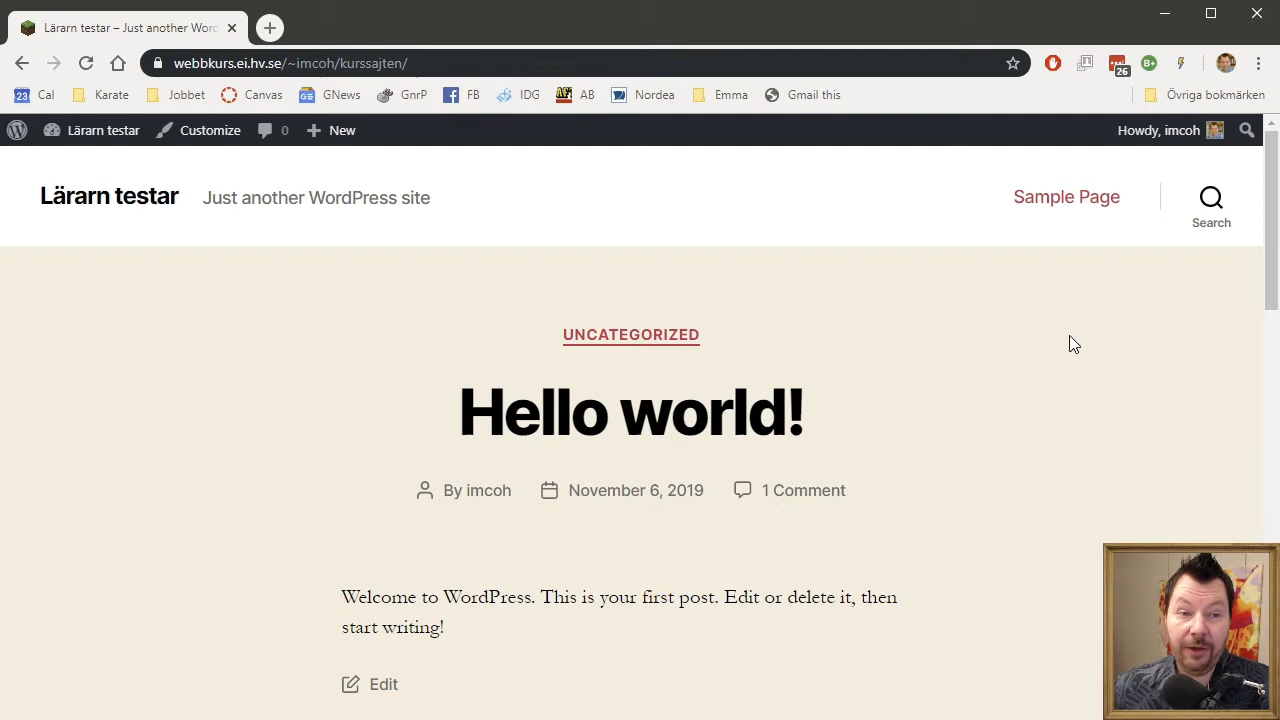 Lärarn testar – Just another Word
webbkurs.ei.hv.se/~imcoh/kurssajten/
26
23 Cal Karate Jobbet Canvas GNews GnrP FB IDG AB Nordea Emma Gmail this Övriga bokmärken
Lärarn testar Customize 0 New Howdy, imcoh
Lärarn testar Just another WordPress site Sample Page
Search
UNCATEGORIZED
Hello world!
By imcoh November 6, 2019 1 Comment
Welcome to WordPress. This is your first post. Edit or delete it, then
start writing!
Edit